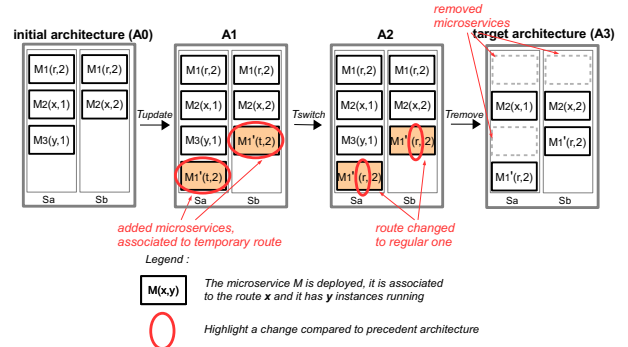 removed
microservices
initial architecture (A0)
A1
A2
target architecture (A3)
M1(r,2)
M1(r,2)
M2(x,1)
M2(x,2)
M3(y,1)
Sa
Sb
Tupdate
M1(r,2)
M1(r,2)
M2(x,1)
M2(x,2)
M3(y,1)
M1'(t,2)
M1'(t,2)
Sa
Sb
Tswitch
M1(r,2)
M1(r,2)
M2(x,1)
M2(x,2)
M3(y,1)
M1'(r,2)
M1'(r,2)
Sa
Sb
Tremove
M2(x,1)
M2(x,2)
M1'(r,2)
M1'(r,2)
Sa
Sb
added microservices,
associated to temporary route
route changed
to regular one
Legend :
M(x,y)
The microservice M is deployed, it is associated
to the route x and it has y instances running
Highlight a change compared to precedent architecture